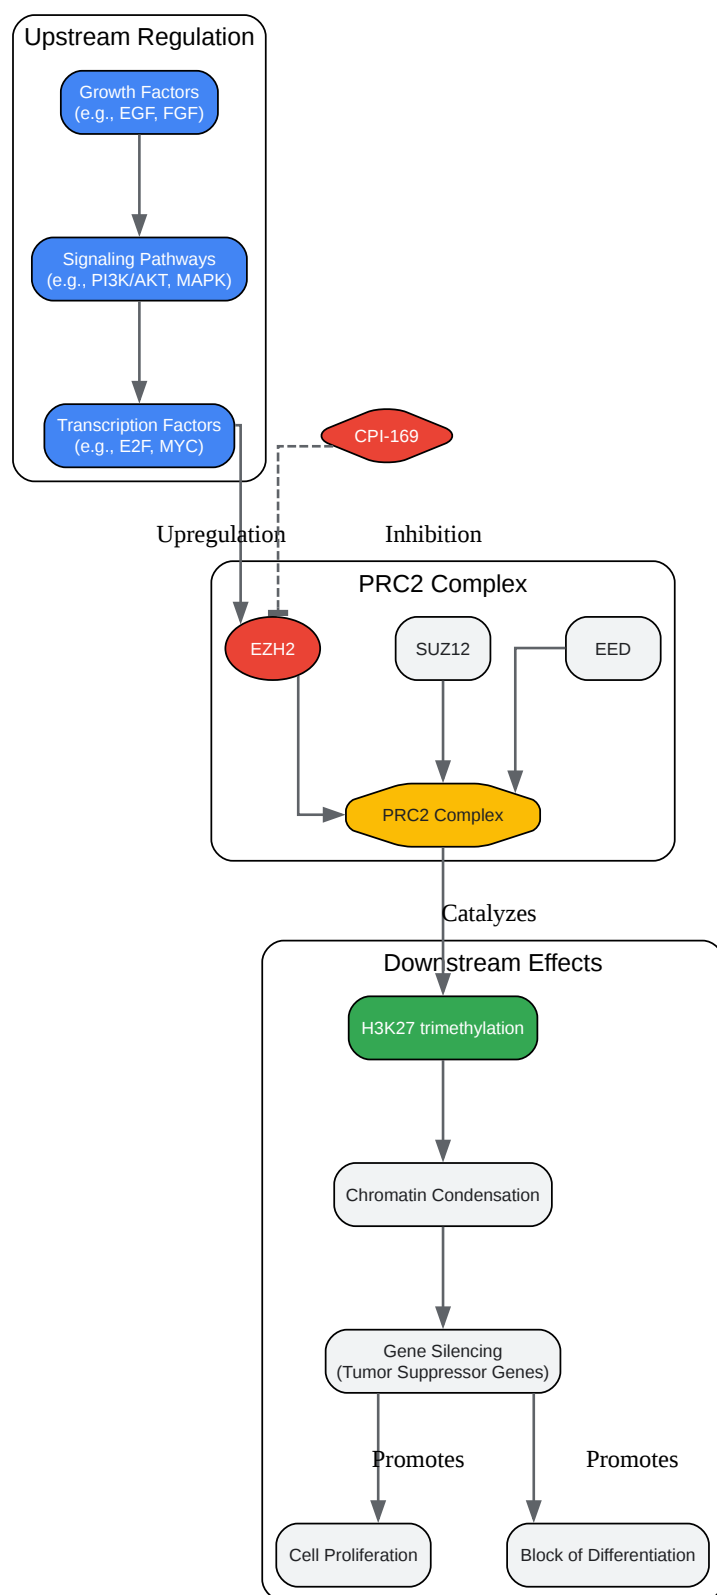 Upstream Regulation
Growth Factors
(e.g., EGF, FGF)
Signaling Pathways
(e.g., PI3K/AKT, MAPK)
Transcription Factors
(e.g., E2F, MYC)
CPI-169
Upregulation
Inhibition
PRC2 Complex
EZH2
SUZ12
EED
PRC2 Complex
Catalyzes
Downstream Effects
H3K27 trimethylation
Chromatin Condensation
Gene Silencing
(Tumor Suppressor Genes)
Promotes
Promotes
Cell Proliferation
Block of Differentiation